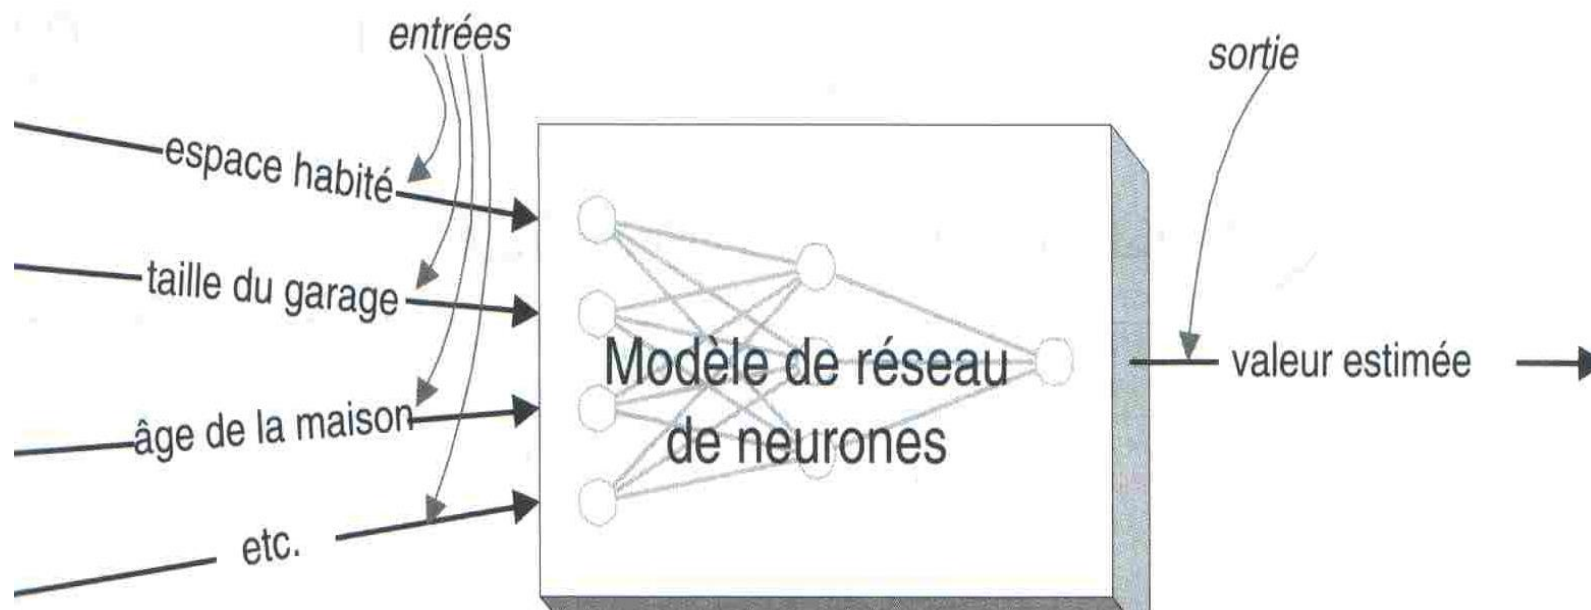 entrées
sortie
espace habité
taille du garage
âge de la maison
etc.
Modèle de réseau
de neurones
valeur estimée